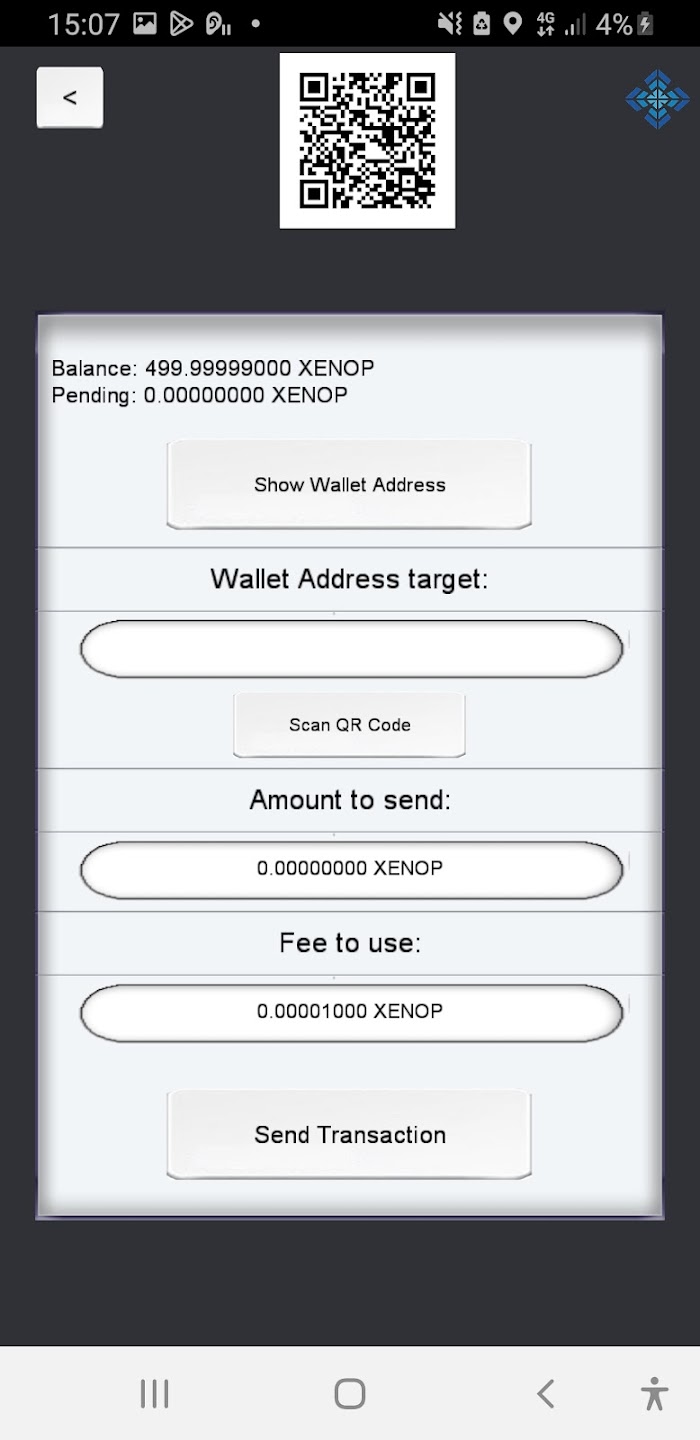 15:07 4G 4%
<
Balance: 499.99999000 XENOP
Pending: 0.00000000 XENOP
Show Wallet Address
Wallet Address target:
Scan QR Code
Amount to send:
0.00000000 XENOP
Fee to use:
0.00001000 XENOP
Send Transaction